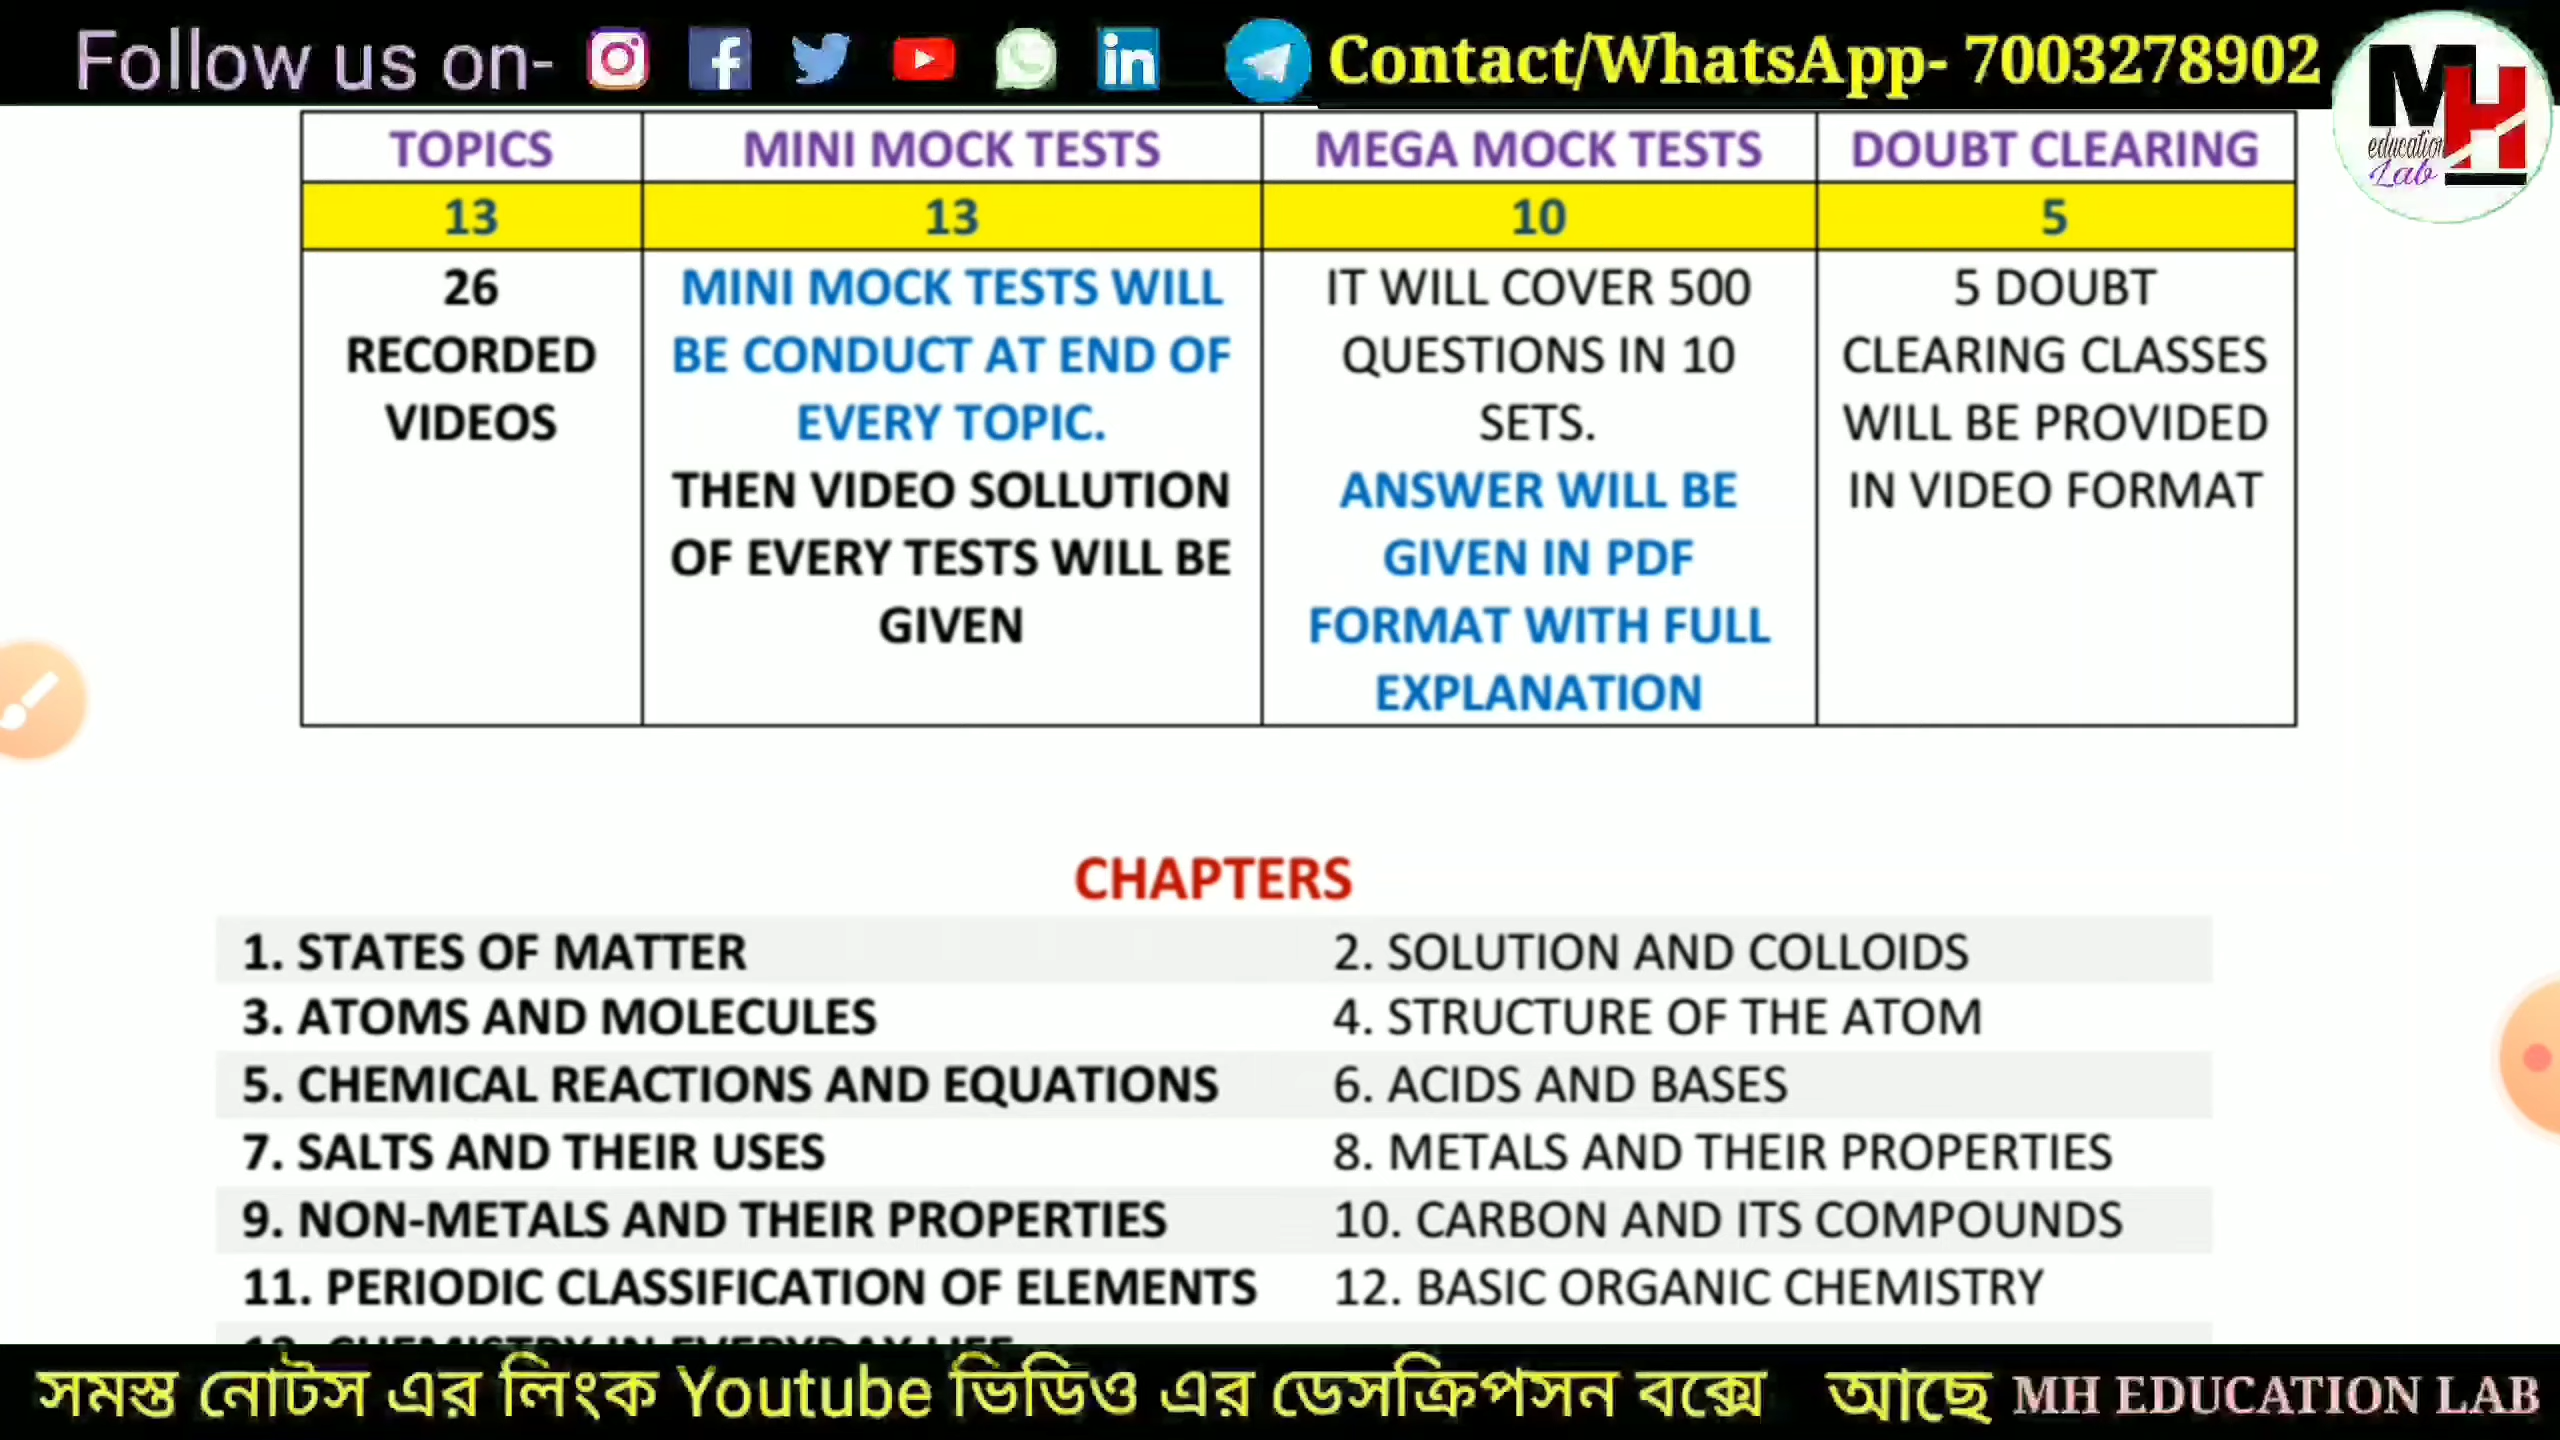 Follow us on- Contact/WhatsApp- 7003278902
MH
education
Lab
TOPICS MINI MOCK TESTS MEGA MOCK TESTS DOUBT CLEARING
13 13 10 5
26
RECORDED
VIDEOS
MINI MOCK TESTS WILL
BE CONDUCT AT END OF
EVERY TOPIC.
THEN VIDEO SOLLUTION
OF EVERY TESTS WILL BE
GIVEN
IT WILL COVER 500
QUESTIONS IN 10
SETS.
ANSWER WILL BE
GIVEN IN PDF
FORMAT WITH FULL
EXPLANATION
5 DOUBT
CLEARING CLASSES
WILL BE PROVIDED
IN VIDEO FORMAT
CHAPTERS
1. STATES OF MATTER 2. SOLUTION AND COLLOIDS
3. ATOMS AND MOLECULES 4. STRUCTURE OF THE ATOM
5. CHEMICAL REACTIONS AND EQUATIONS 6. ACIDS AND BASES
7. SALTS AND THEIR USES 8. METALS AND THEIR PROPERTIES
9. NON-METALS AND THEIR PROPERTIES 10. CARBON AND ITS COMPOUNDS
11. PERIODIC CLASSIFICATION OF ELEMENTS 12. BASIC ORGANIC CHEMISTRY
13. CHEMISTRY IN EVERYDAY LIFE
সমস্ত নোটস এর লিংক Youtube ভিডিও এর ডেসক্রিপসন বক্সে আছে MH EDUCATION LAB